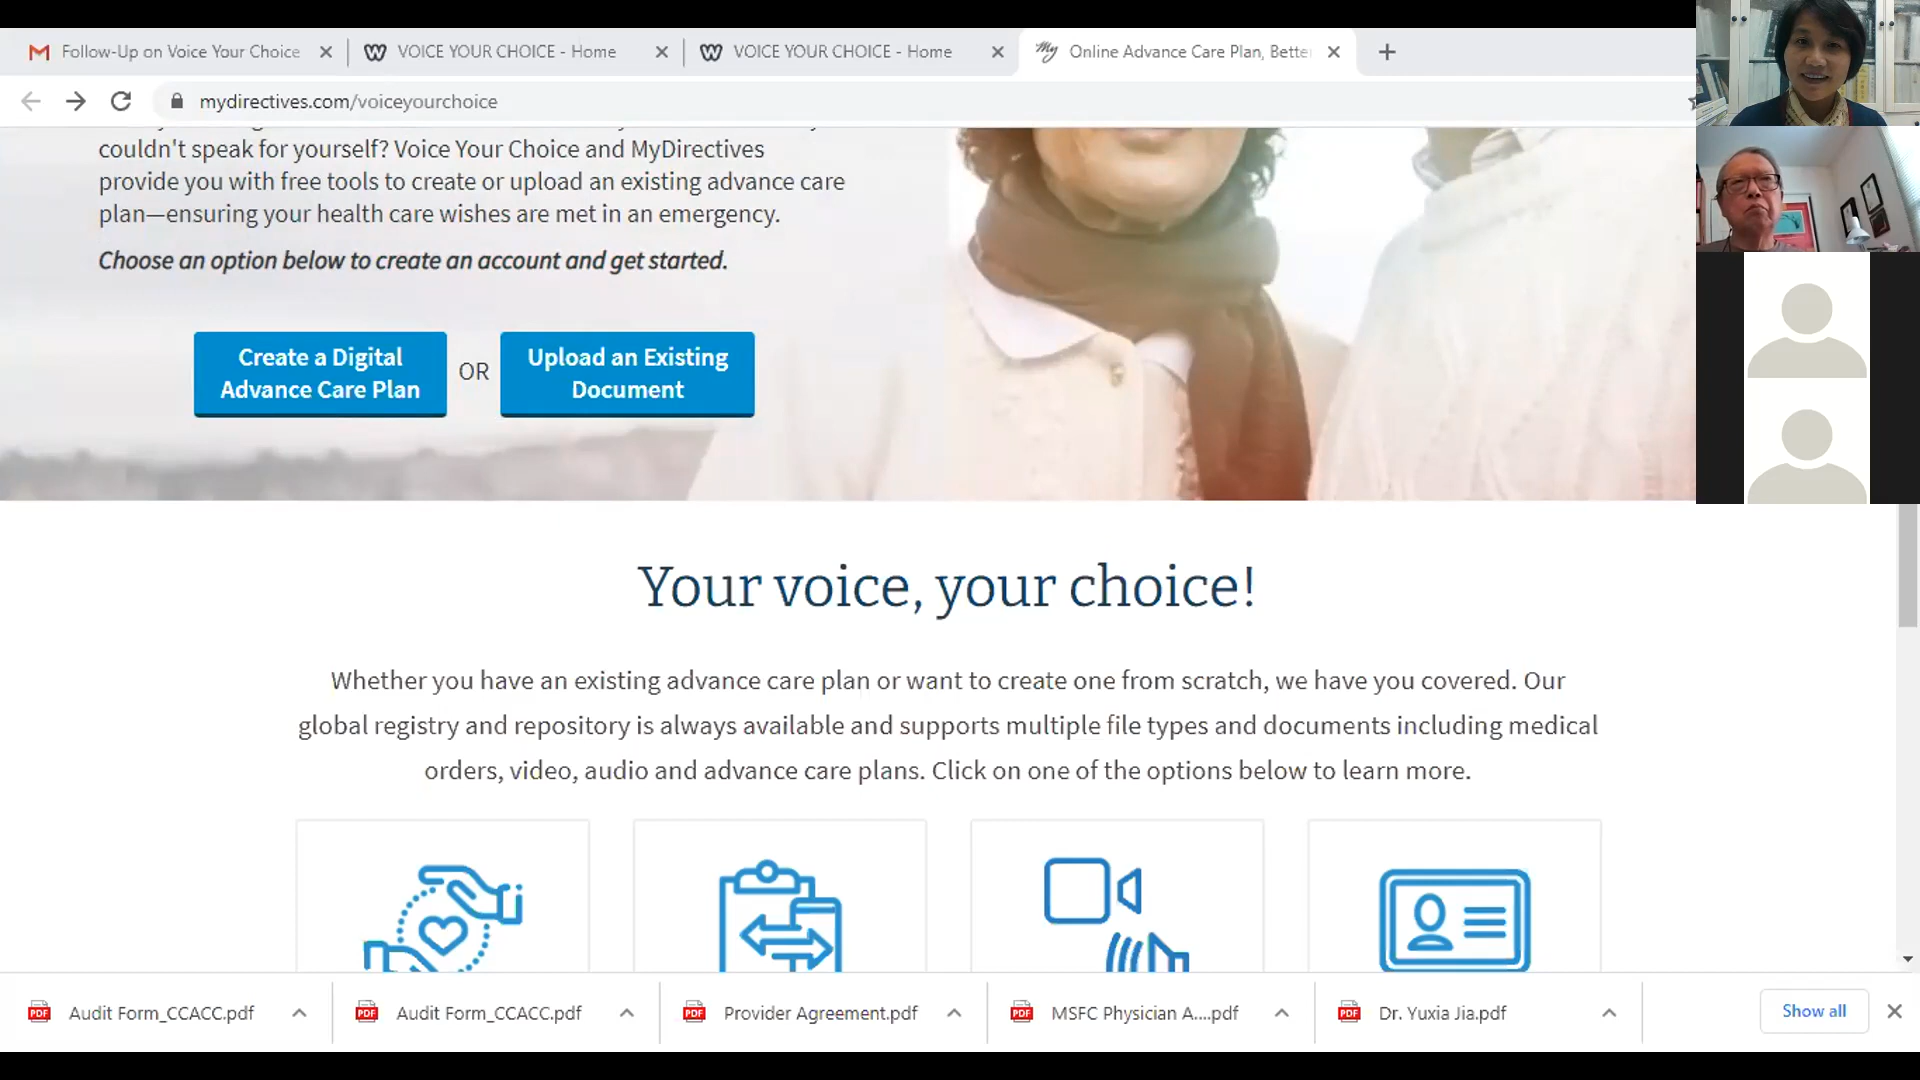 Follow-Up on Voice Your Choice
VOICE YOUR CHOICE - Home
VOICE YOUR CHOICE - Home
Online Advance Care Plan, Bette
mydirectives.com/voiceyourchoice
couldn't speak for yourself? Voice Your Choice and MyDirectives
provide you with free tools to create or upload an existing advance care
plan—ensuring your health care wishes are met in an emergency.
Choose an option below to create an account and get started.
Create a Digital
Advance Care Plan
OR
Upload an Existing
Document
Your voice, your choice!
Whether you have an existing advance care plan or want to create one from scratch, we have you covered. Our
global registry and repository is always available and supports multiple file types and documents including medical
orders, video, audio and advance care plans. Click on one of the options below to learn more.
Audit Form_CCACC.pdf
Audit Form_CCACC.pdf
Provider Agreement.pdf
MSFC Physician A....pdf
Dr. Yuxia Jia.pdf
Show all